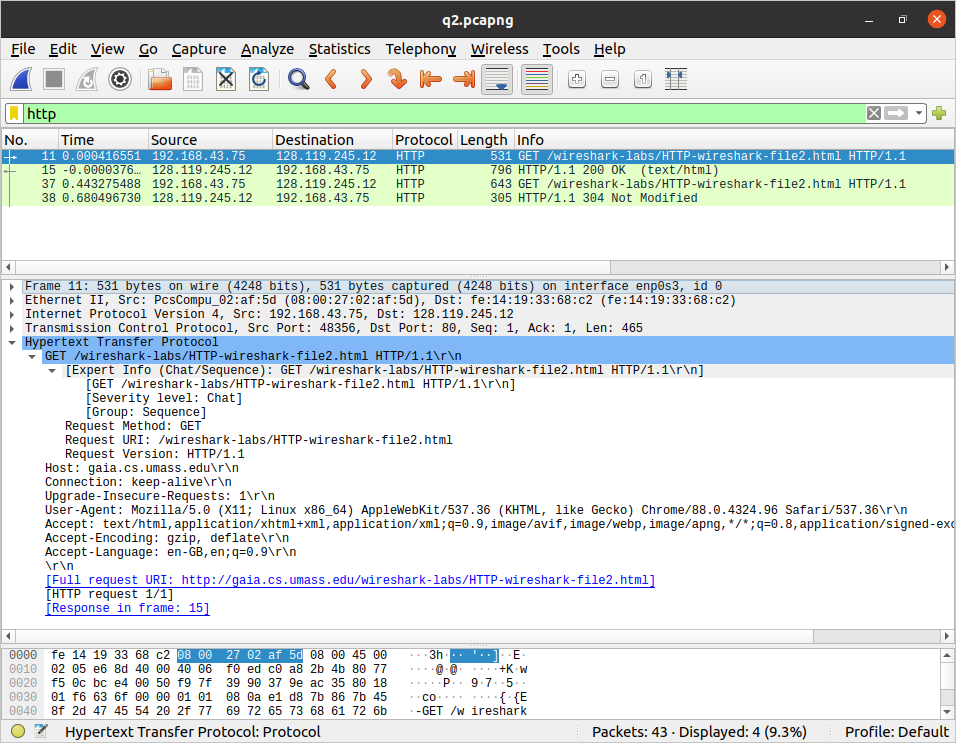 q2.pcapng
File Edit View Go Capture Analyze Statistics Telephony Wireless Tools Help
http
No. Time Source Destination Protocol Length Info
11 0.000416551 192.168.43.75 128.119.245.12 HTTP 531 GET /wireshark-labs/HTTP-wireshark-file2.html HTTP/1.1
15 -0.0000376… 128.119.245.12 192.168.43.75 HTTP 796 HTTP/1.1 200 OK (text/html)
37 0.443275488 192.168.43.75 128.119.245.12 HTTP 643 GET /wireshark-labs/HTTP-wireshark-file2.html HTTP/1.1
38 0.680496730 128.119.245.12 192.168.43.75 HTTP 305 HTTP/1.1 304 Not Modified
Frame 11: 531 bytes on wire (4248 bits), 531 bytes captured (4248 bits) on interface enp0s3, id 0
Ethernet II, Src: PcsCompu_02:af:5d (08:00:27:02:af:5d), Dst: fe:14:19:33:68:c2 (fe:14:19:33:68:c2)
Internet Protocol Version 4, Src: 192.168.43.75, Dst: 128.119.245.12
Transmission Control Protocol, Src Port: 48356, Dst Port: 80, Seq: 1, Ack: 1, Len: 465
Hypertext Transfer Protocol
GET /wireshark-labs/HTTP-wireshark-file2.html HTTP/1.1\r\n
[Expert Info (Chat/Sequence): GET /wireshark-labs/HTTP-wireshark-file2.html HTTP/1.1\r\n]
[GET /wireshark-labs/HTTP-wireshark-file2.html HTTP/1.1\r\n]
[Severity level: Chat]
[Group: Sequence]
Request Method: GET
Request URI: /wireshark-labs/HTTP-wireshark-file2.html
Request Version: HTTP/1.1
Host: gaia.cs.umass.edu\r\n
Connection: keep-alive\r\n
Upgrade-Insecure-Requests: 1\r\n
User-Agent: Mozilla/5.0 (X11; Linux x86_64) AppleWebKit/537.36 (KHTML, like Gecko) Chrome/88.0.4324.96 Safari/537.36\r\n
Accept: text/html,application/xhtml+xml,application/xml;q=0.9,image/avif,image/webp,image/apng,*/*;q=0.8,application/signed-exc
Accept-Encoding: gzip, deflate\r\n
Accept-Language: en-GB,en;q=0.9\r\n
\r\n
[Full request URI: http://gaia.cs.umass.edu/wireshark-labs/HTTP-wireshark-file2.html]
[HTTP request 1/1]
[Response in frame: 15]
0000 fe 14 19 33 68 c2 08 00 27 02 af 5d 08 00 45 00 ···3h·· '··]··E·
0010 02 05 e6 8d 40 00 40 06 f0 ed c0 a8 2b 4b 80 77 ····@·@· ····+K·w
0020 f5 0c bc e4 00 50 f9 7f 39 90 37 9e ac 35 80 18 ·····P·· 9·7··5··
0030 01 f6 63 6f 00 00 01 01 08 0a e1 d8 7b 86 7b 45 ··co···· ····{·{E
0040 8f 2d 47 45 54 20 2f 77 69 72 65 73 68 61 72 6b ·-GET /w ireshark
Hypertext Transfer Protocol: Protocol Packets: 43 · Displayed: 4 (9.3%) Profile: Default